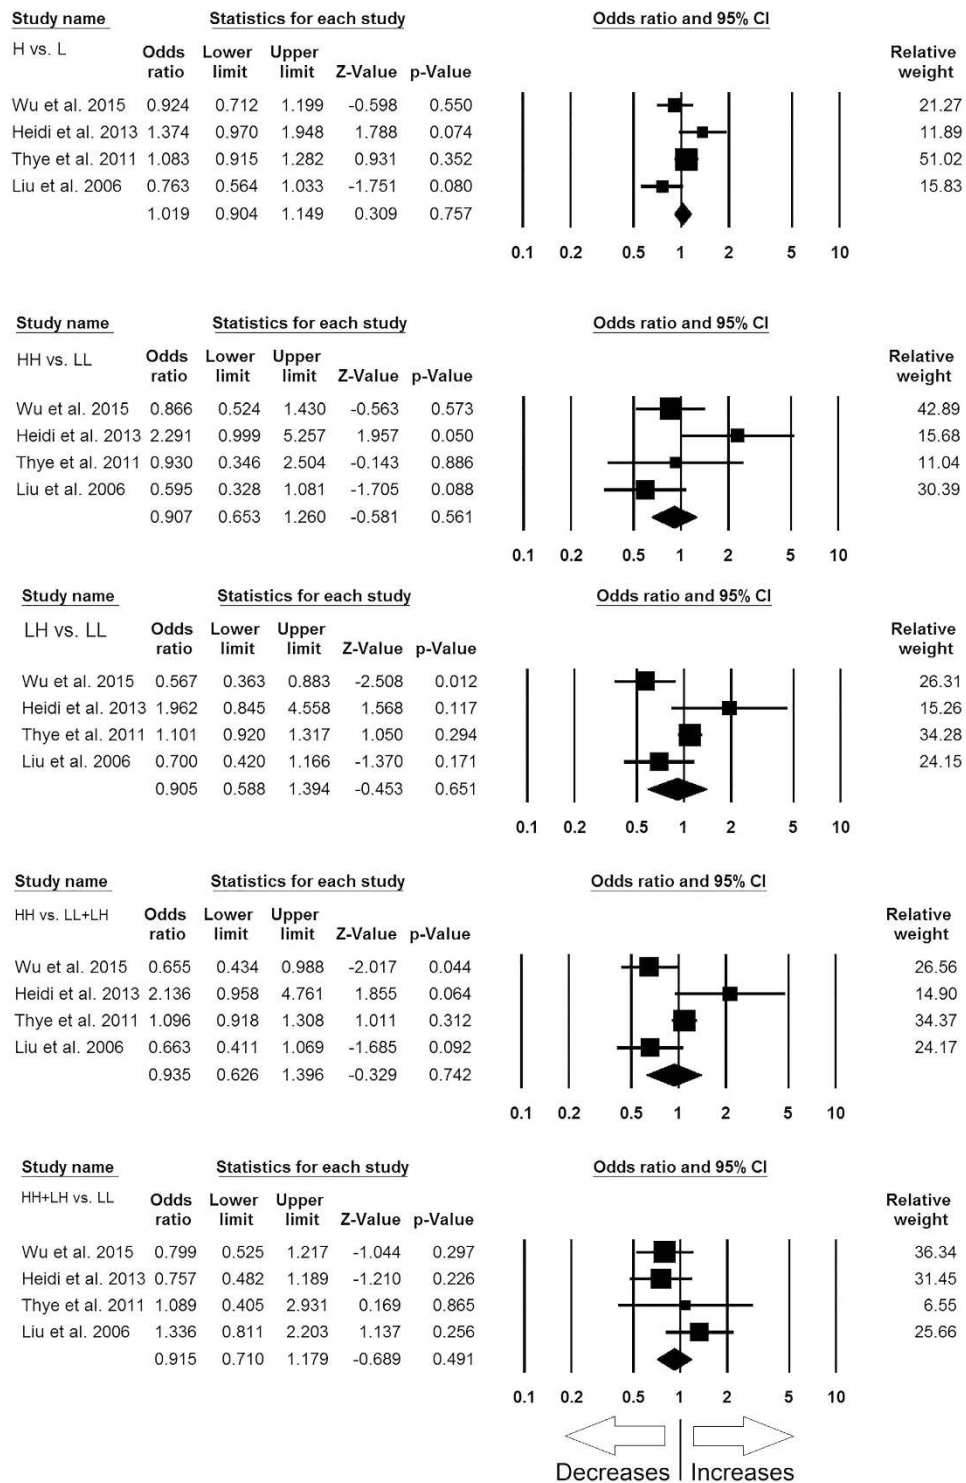 Study name Statistics for each study Odds ratio and 95% CI
H vs. L Odds Lower Upper Relative
ratio limit limit Z-Value p-Value weight
Wu et al. 2015 0.924 0.712 1.199 -0.598 0.550 21.27
Heidi et al. 2013 1.374 0.970 1.948 1.788 0.074 11.89
Thye et al. 2011 1.083 0.915 1.282 0.931 0.352 51.02
Liu et al. 2006 0.763 0.564 1.033 -1.751 0.080 15.83
1.019 0.904 1.149 0.309 0.757
0.1 0.2 0.5 1 2 5 10
Study name Statistics for each study Odds ratio and 95% CI
HH vs. LL Odds Lower Upper Relative
ratio limit limit Z-Value p-Value weight
Wu et al. 2015 0.866 0.524 1.430 -0.563 0.573 42.89
Heidi et al. 2013 2.291 0.999 5.257 1.957 0.050 15.68
Thye et al. 2011 0.930 0.346 2.504 -0.143 0.886 11.04
Liu et al. 2006 0.595 0.328 1.081 -1.705 0.088 30.39
0.907 0.653 1.260 -0.581 0.561
0.1 0.2 0.5 1 2 5 10
Study name Statistics for each study Odds ratio and 95% CI
LH vs. LL Odds Lower Upper Relative
ratio limit limit Z-Value p-Value weight
Wu et al. 2015 0.567 0.363 0.883 -2.508 0.012 26.31
Heidi et al. 2013 1.962 0.845 4.558 1.568 0.117 15.26
Thye et al. 2011 1.101 0.920 1.317 1.050 0.294 34.28
Liu et al. 2006 0.700 0.420 1.166 -1.370 0.171 24.15
0.905 0.588 1.394 -0.453 0.651
0.1 0.2 0.5 1 2 5 10
Study name Statistics for each study Odds ratio and 95% CI
HH vs. LL+LH Odds Lower Upper Relative
ratio limit limit Z-Value p-Value weight
Wu et al. 2015 0.655 0.434 0.988 -2.017 0.044 26.56
Heidi et al. 2013 2.136 0.958 4.761 1.855 0.064 14.90
Thye et al. 2011 1.096 0.918 1.308 1.011 0.312 34.37
Liu et al. 2006 0.663 0.411 1.069 -1.685 0.092 24.17
0.935 0.626 1.396 -0.329 0.742
0.1 0.2 0.5 1 2 5 10
Study name Statistics for each study Odds ratio and 95% CI
HH+LH vs. LL Odds Lower Upper Relative
ratio limit limit Z-Value p-Value weight
Wu et al. 2015 0.799 0.525 1.217 -1.044 0.297 36.34
Heidi et al. 2013 0.757 0.482 1.189 -1.210 0.226 31.45
Thye et al. 2011 1.089 0.405 2.931 0.169 0.865 6.55
Liu et al. 2006 1.336 0.811 2.203 1.137 0.256 25.66
0.915 0.710 1.179 -0.689 0.491
0.1 0.2 0.5 1 2 5 10
Decreases Increases